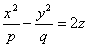 x²/p − y²/q = 2z